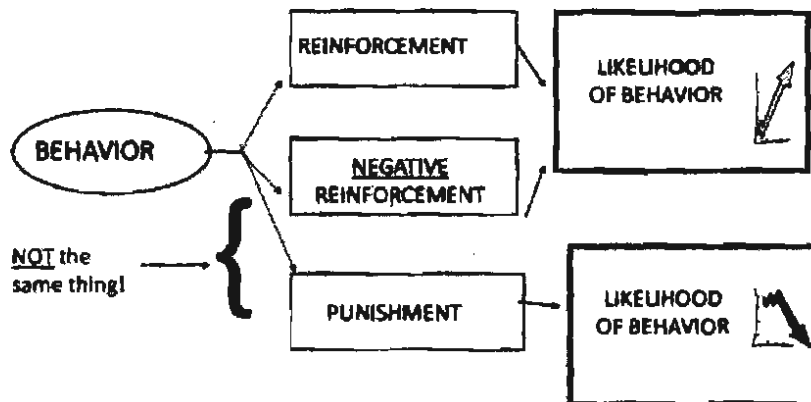 REINFORCEMENT
LIKELIHOOD
OF BEHAVIOR
BEHAVIOR
NEGATIVE
REINFORCEMENT
NOT the
same thing!
PUNISHMENT
LIKELIHOOD
OF BEHAVIOR